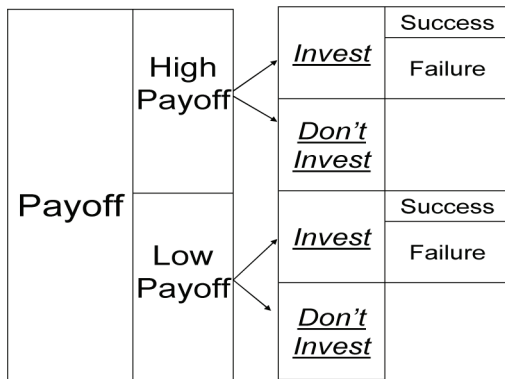 Payoff
High
Payoff
Invest
Success
Failure
Don't
Invest
Low
Payoff
Invest
Success
Failure
Don't
Invest